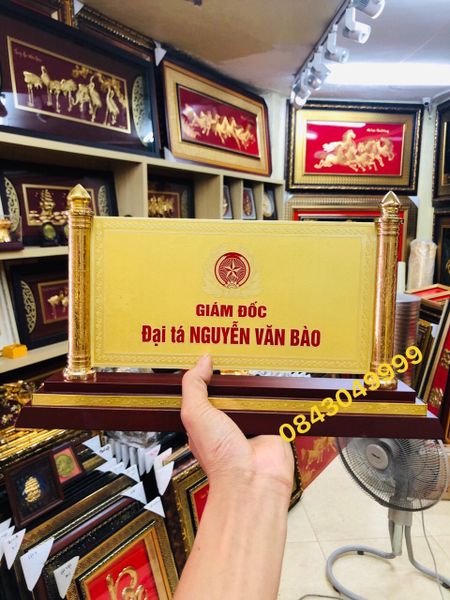 GIÁM ĐỐC
Đại tá NGUYỄN VĂN BÀO
0843049999